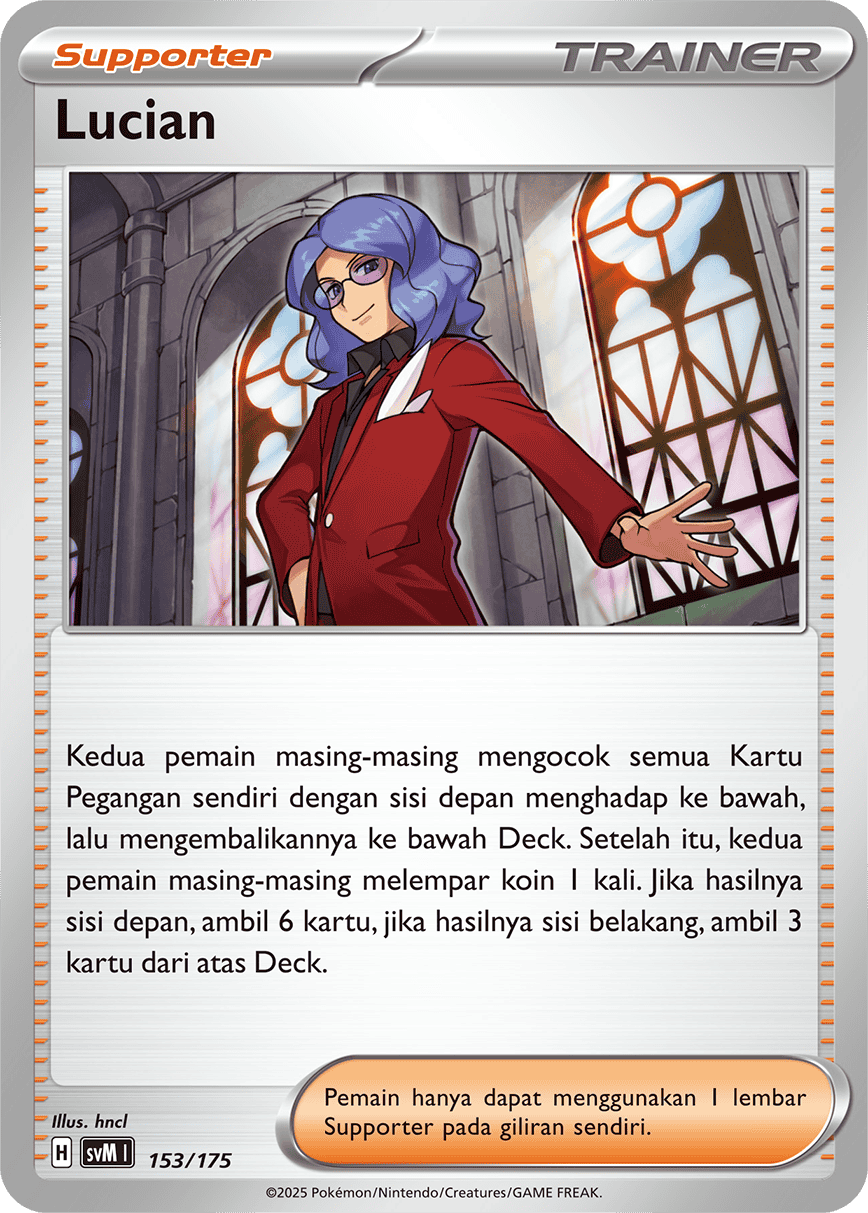 Supporter
TRAINER
Lucian
Kedua pemain masing-masing mengocok semua Kartu
Pegangan sendiri dengan sisi depan menghadap ke bawah,
lalu mengembalikannya ke bawah Deck. Setelah itu, kedua
pemain masing-masing melempar koin 1 kali. Jika hasilnya
sisi depan, ambil 6 kartu, jika hasilnya sisi belakang, ambil 3
kartu dari atas Deck.
Pemain hanya dapat menggunakan 1 lembar
Supporter pada giliran sendiri.
Illus. hncl
H svM I 153/175
©2025 Pokémon/Nintendo/Creatures/GAME FREAK.